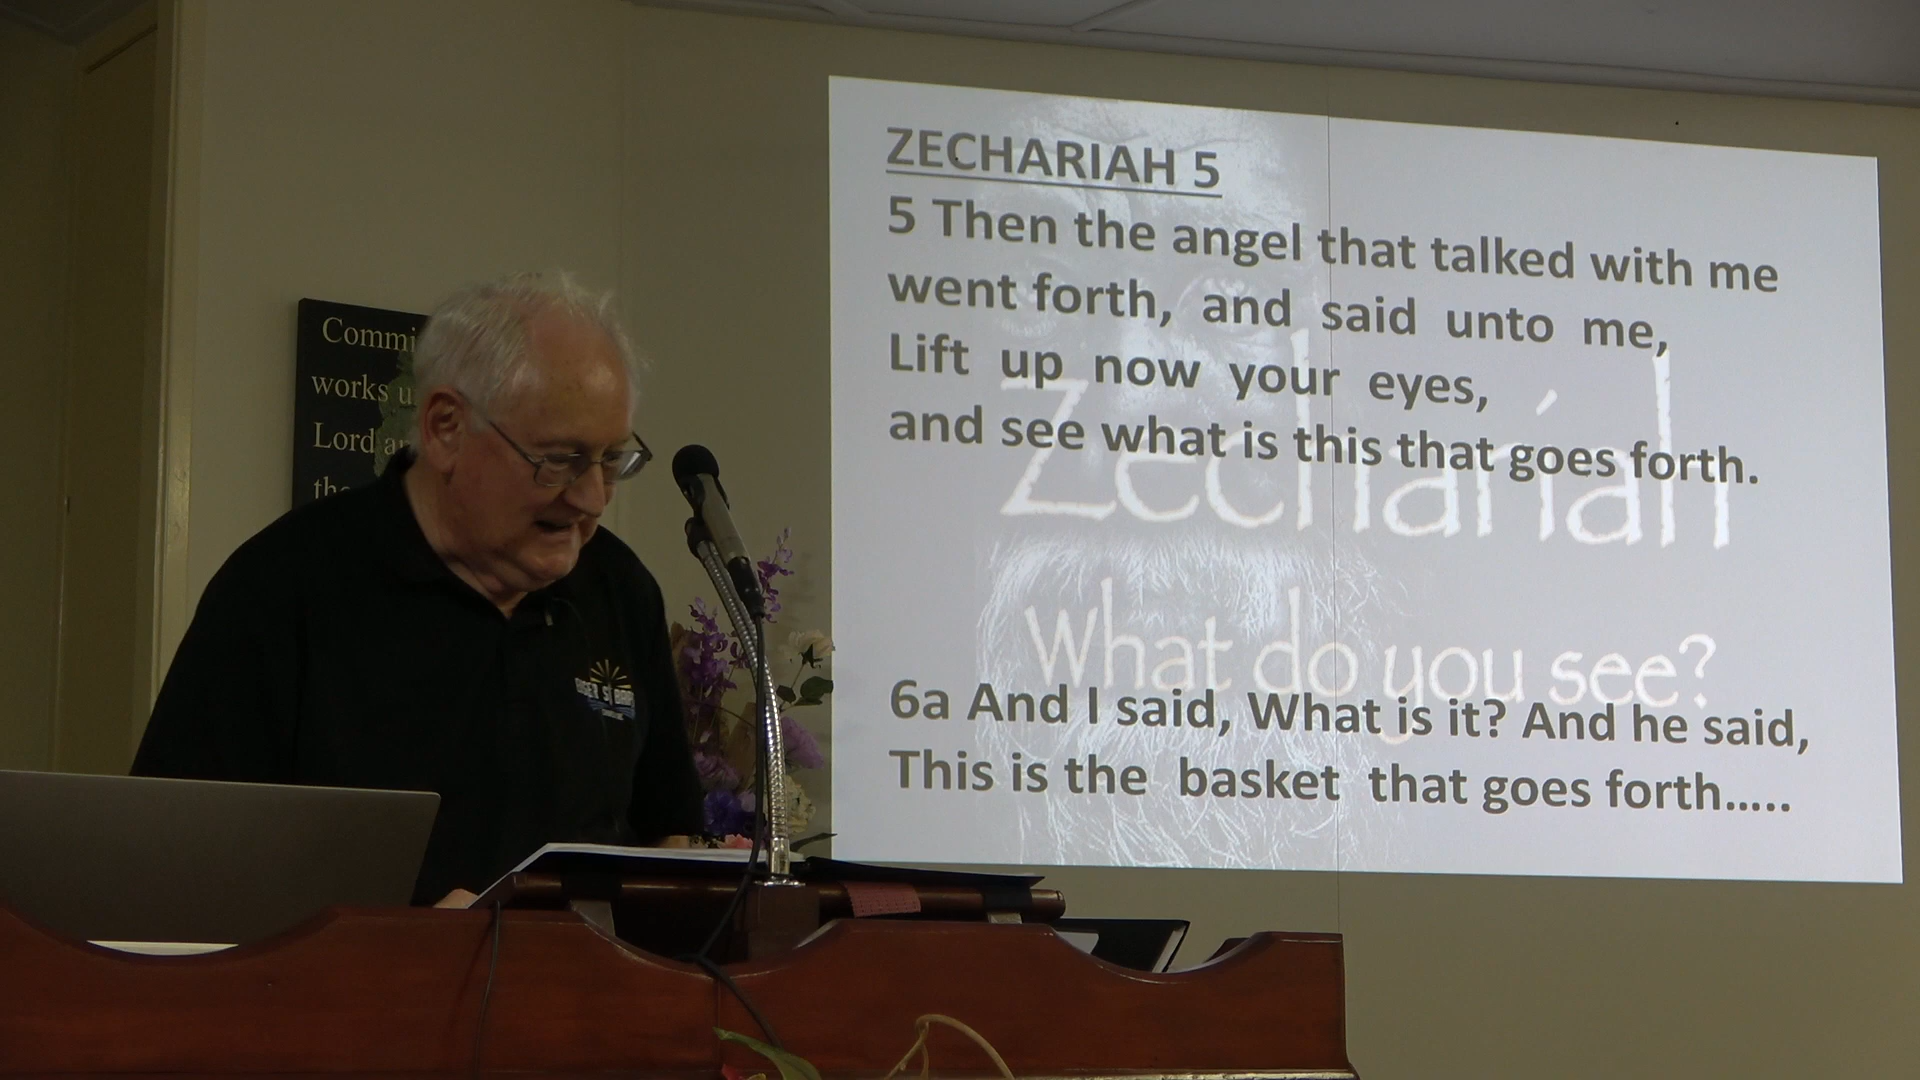 ZECHARIAH 5
5 Then the angel that talked with me
went forth, and said unto me,
Lift up now your eyes,
and see what is this that goes forth.
Zechariah
What do you see?
6a And I said, What is it? And he said,
This is the basket that goes forth.....
Commi
works u
Lord a
the